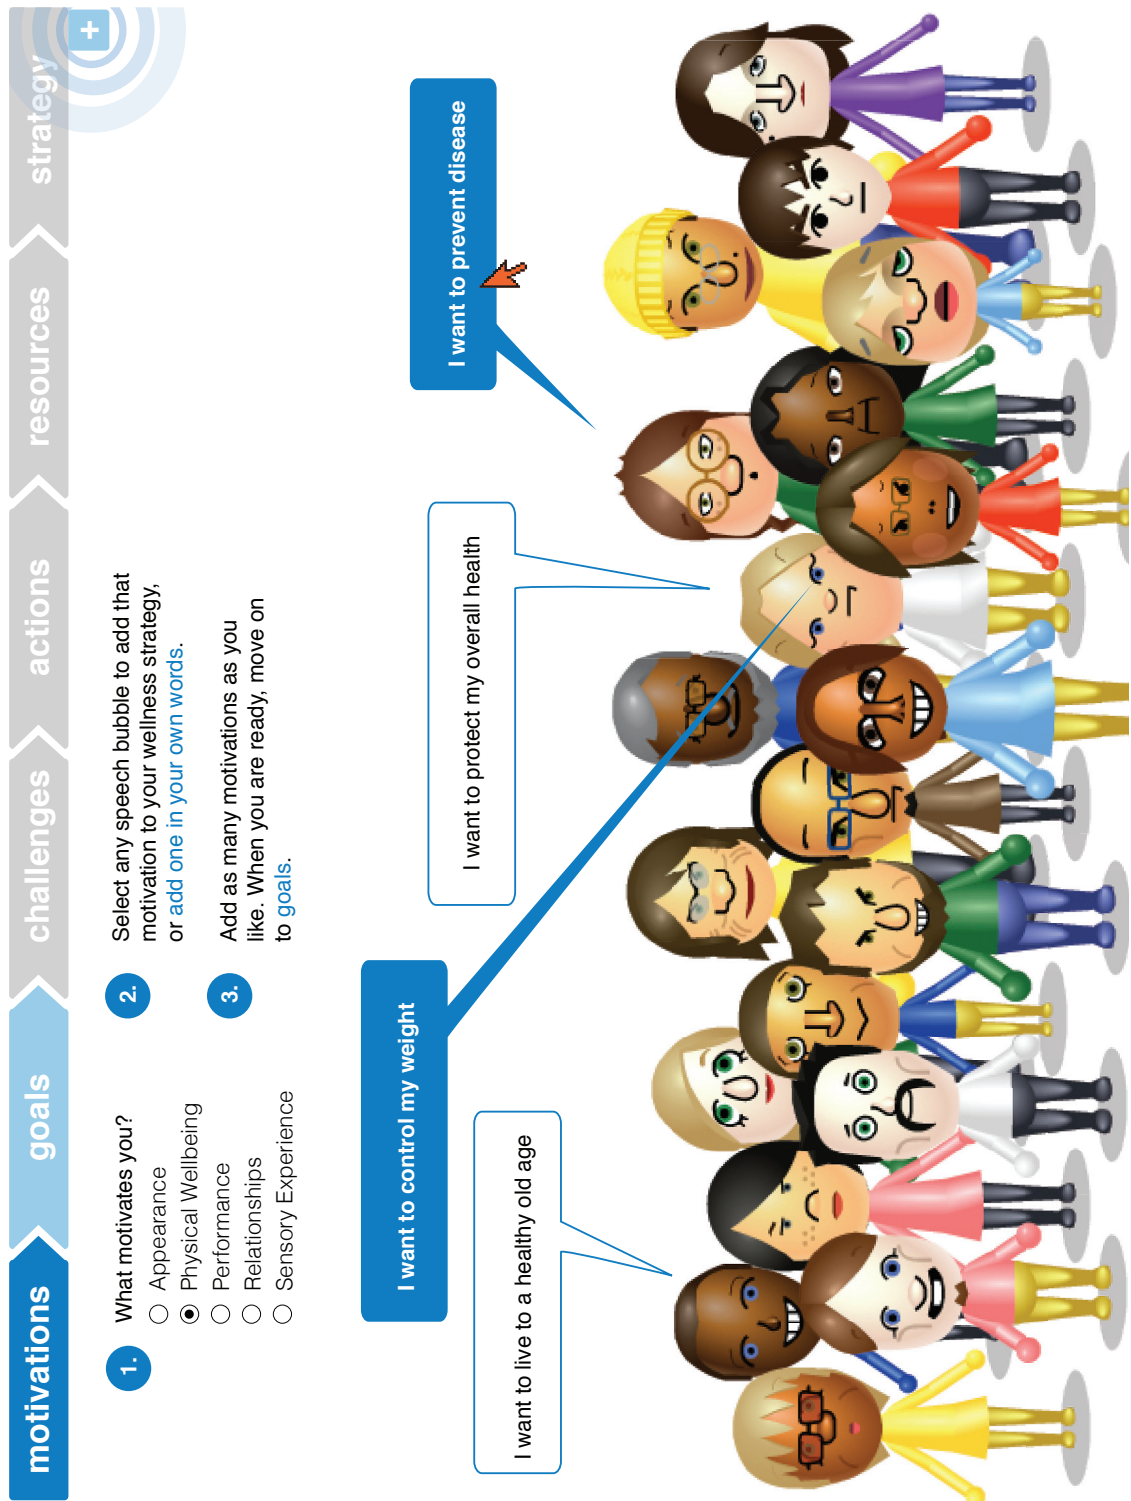 motivations
goals
challenges
actions
resources
strategy
+
1.
What motivates you?
Appearance
Physical Wellbeing
Performance
Relationships
Sensory Experience
2.
Select any speech bubble to add that
motivation to your wellness strategy,
or add one in your own words.
3.
Add as many motivations as you
like. When you are ready, move on
to goals.
I want to prevent disease
I want to protect my overall health
I want to control my weight
I want to live to a healthy old age